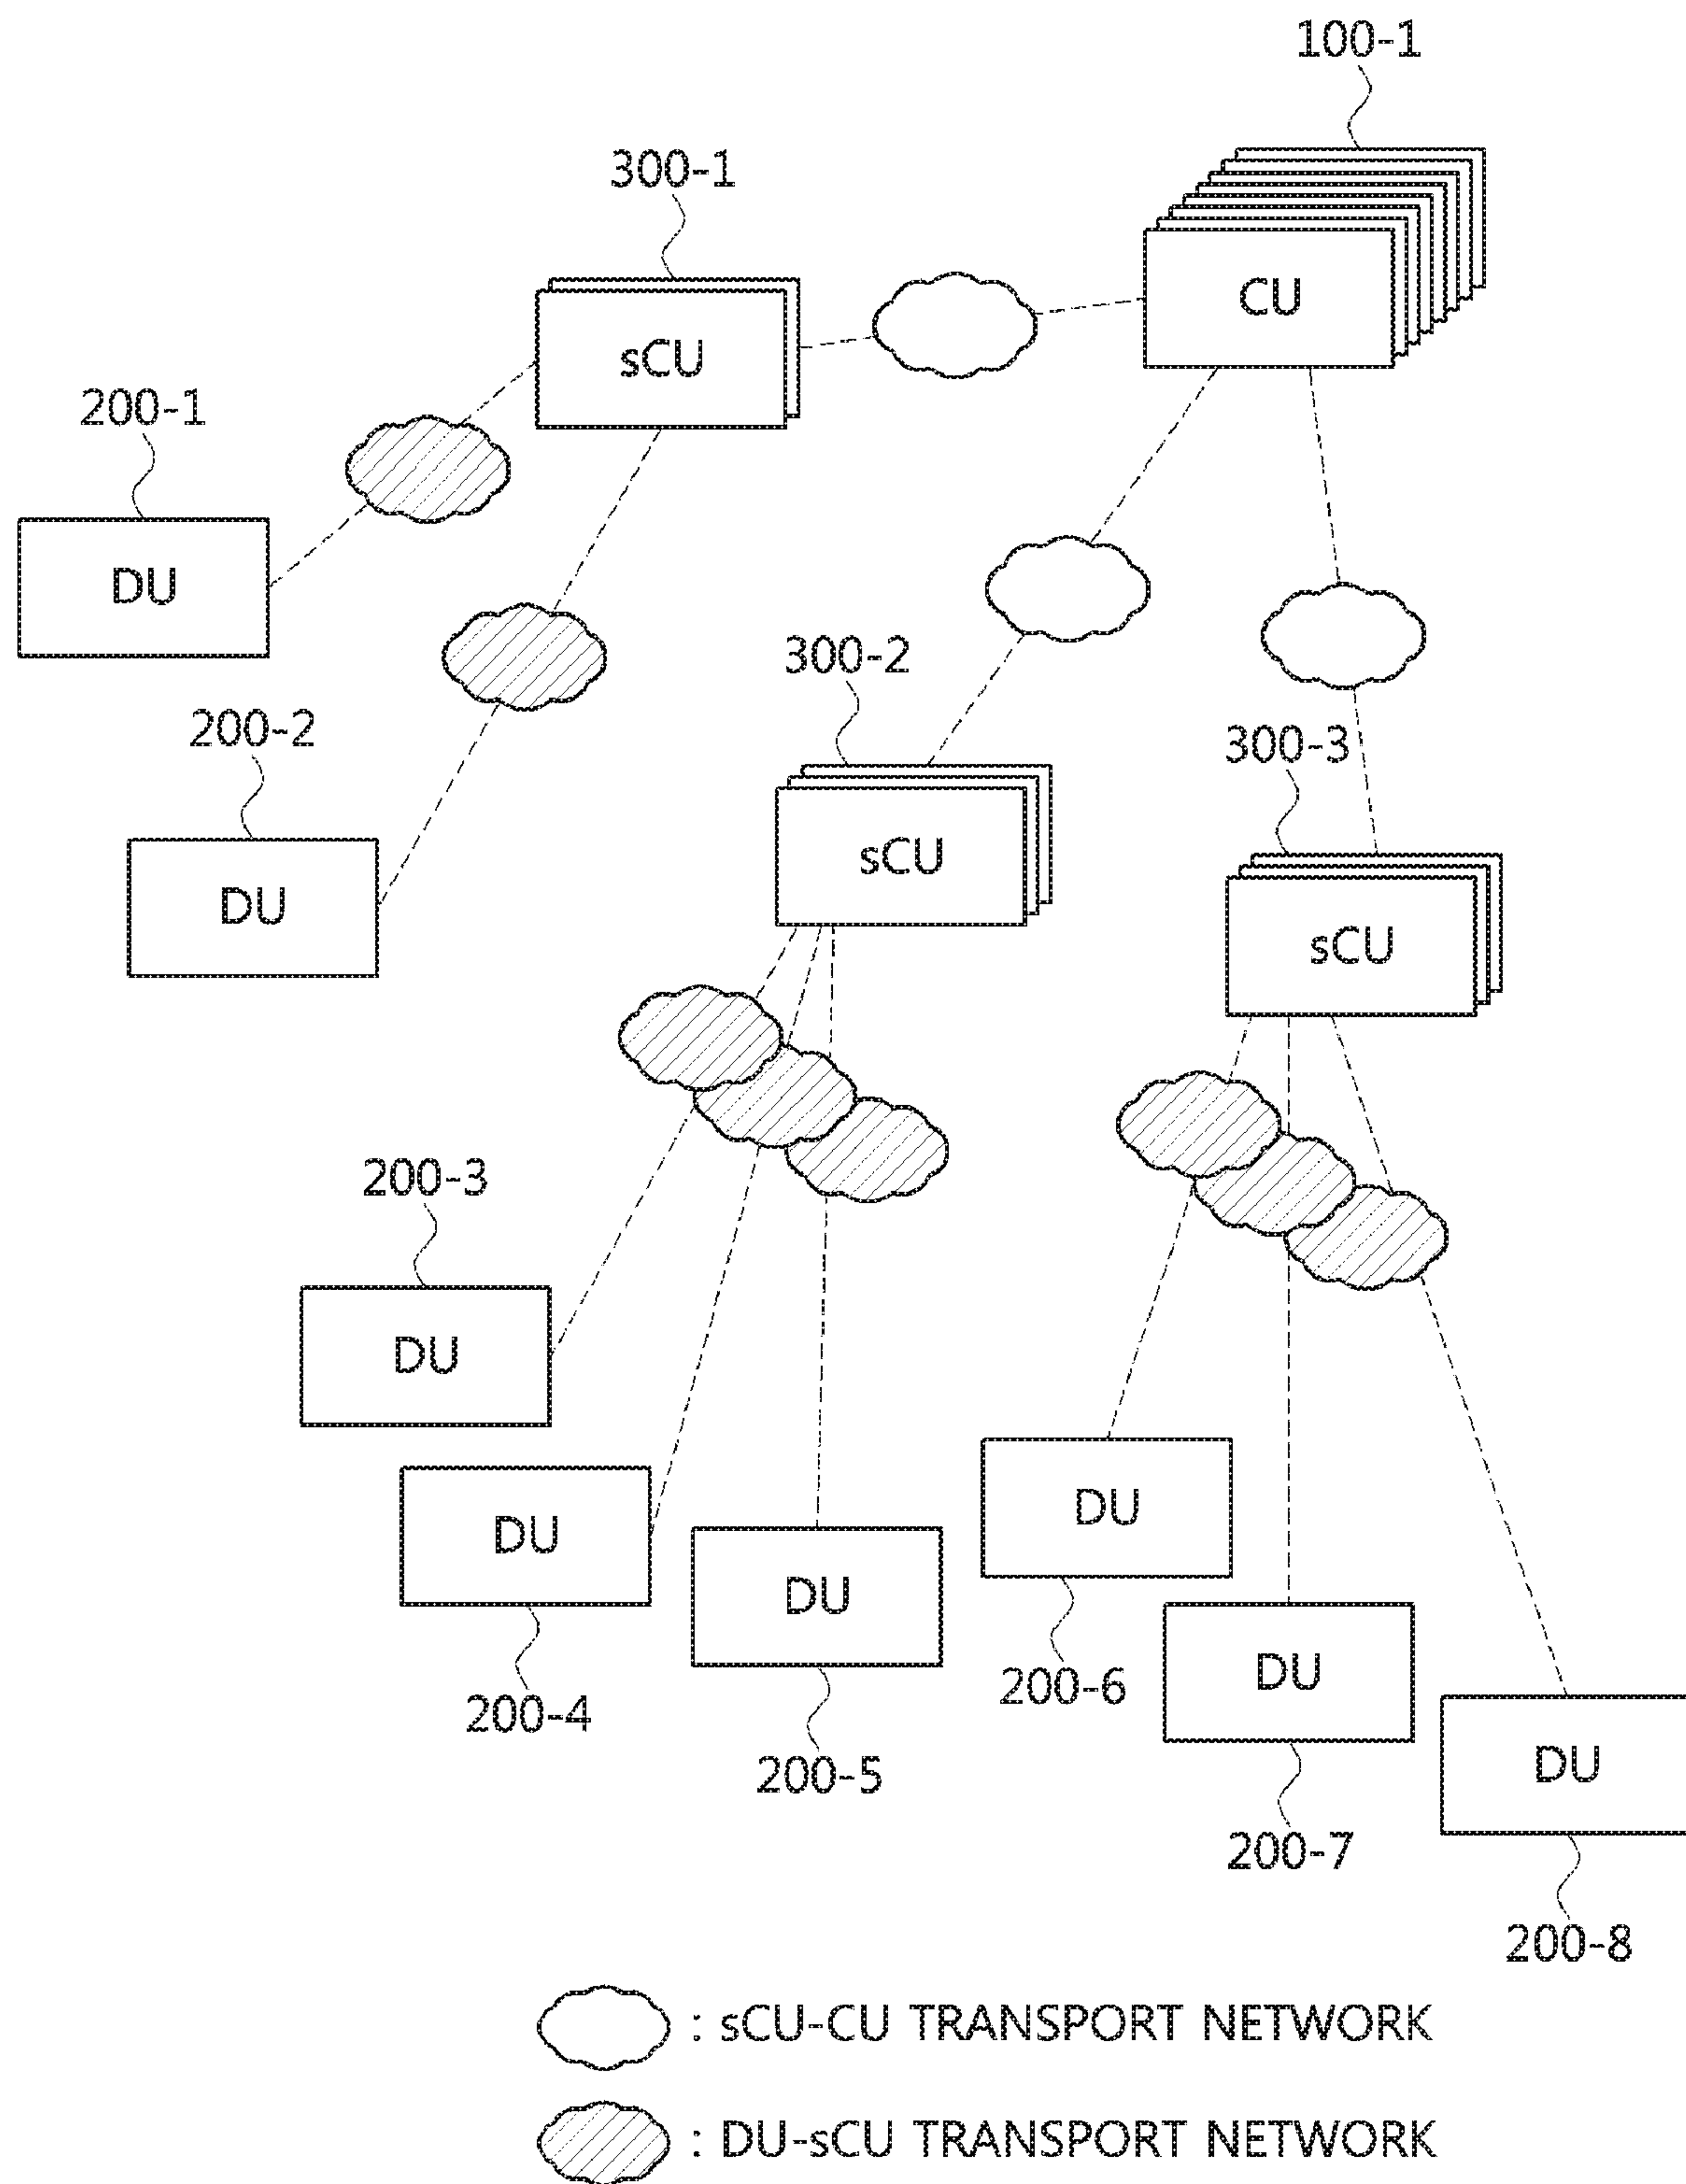 100-1
300-1
CU
sCU
200-1
DU
300-2
200-2
300-3
sCU
DU
sCU
200-3
DU
DU
DU
DU
200-6
DU
200-4
200-5
DU
200-7
200-8
: sCU-CU TRANSPORT NETWORK
: DU-sCU TRANSPORT NETWORK